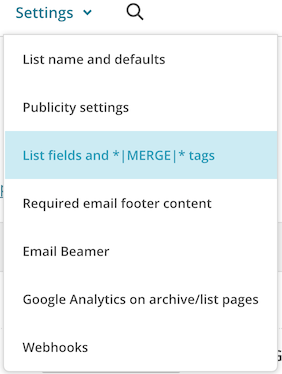 Settings
List name and defaults
Publicity settings
List fields and *|MERGE|* tags
Required email footer content
Email Beamer
Google Analytics on archive/list pages
Webhooks